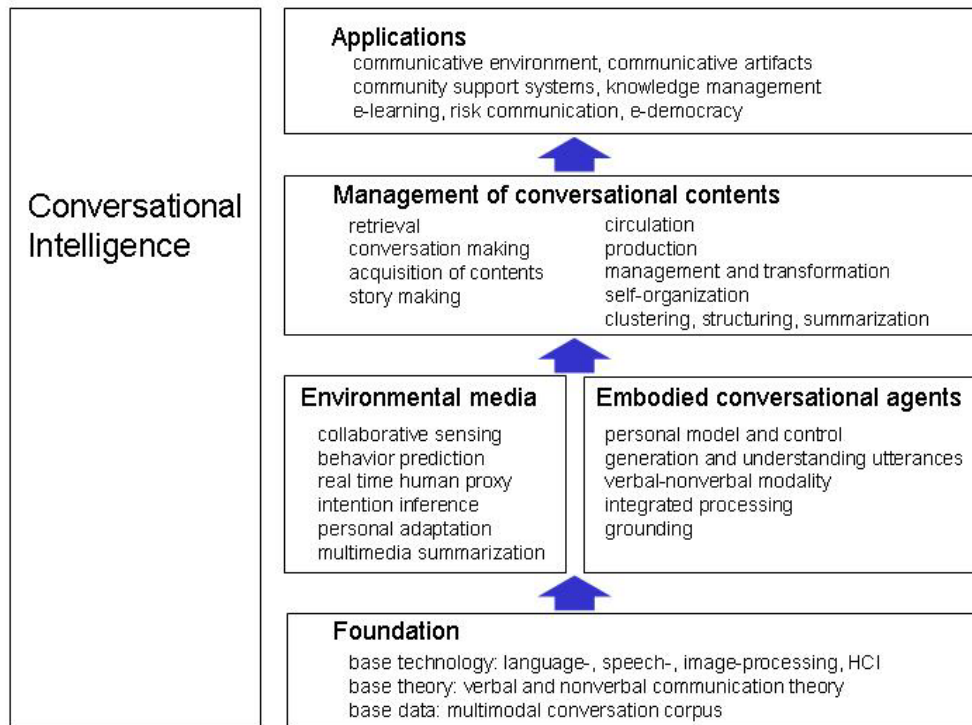 Conversational
Intelligence
Applications
communicative environment, communicative artifacts
community support systems, knowledge management
e-learning, risk communication, e-democracy
Management of conversational contents
retrieval
conversation making
acquisition of contents
story making
circulation
production
management and transformation
self-organization
clustering, structuring, summarization
Environmental media
collaborative sensing
behavior prediction
real time human proxy
intention inference
personal adaptation
multimedia summarization
Embodied conversational agents
personal model and control
generation and understanding utterances
verbal-nonverbal modality
integrated processing
grounding
Foundation
base technology: language-, speech-, image-processing, HCI
base theory: verbal and nonverbal communication theory
base data: multimodal conversation corpus